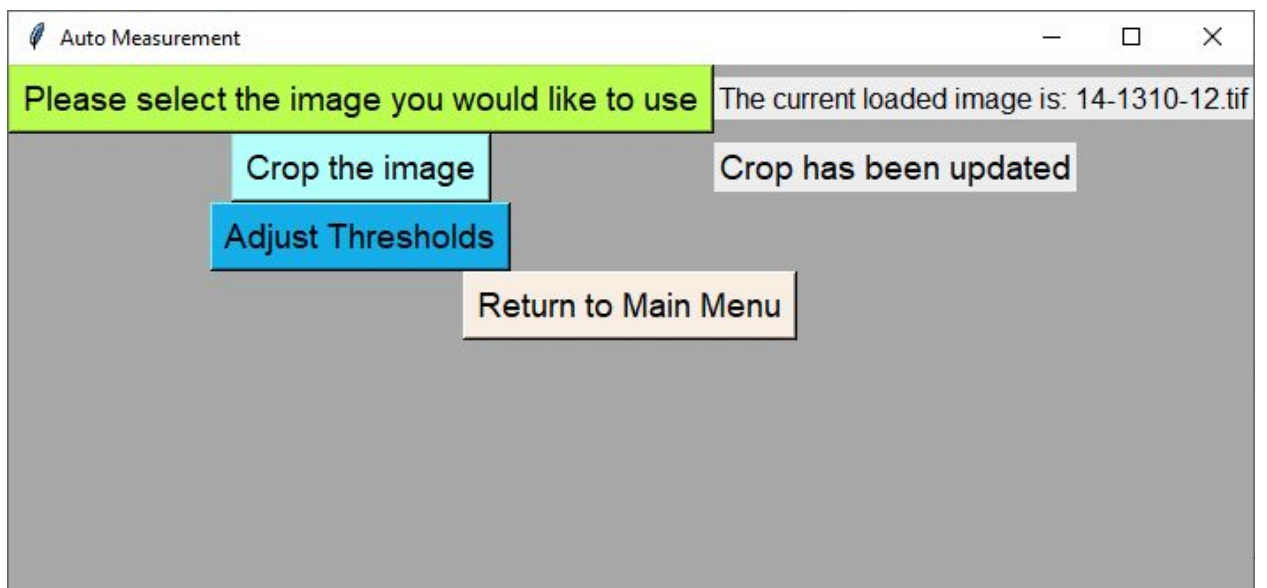 Auto Measurement
Please select the image you would like to use
The current loaded image is: 14-1310-12.tif
Crop the image
Crop has been updated
Adjust Thresholds
Return to Main Menu